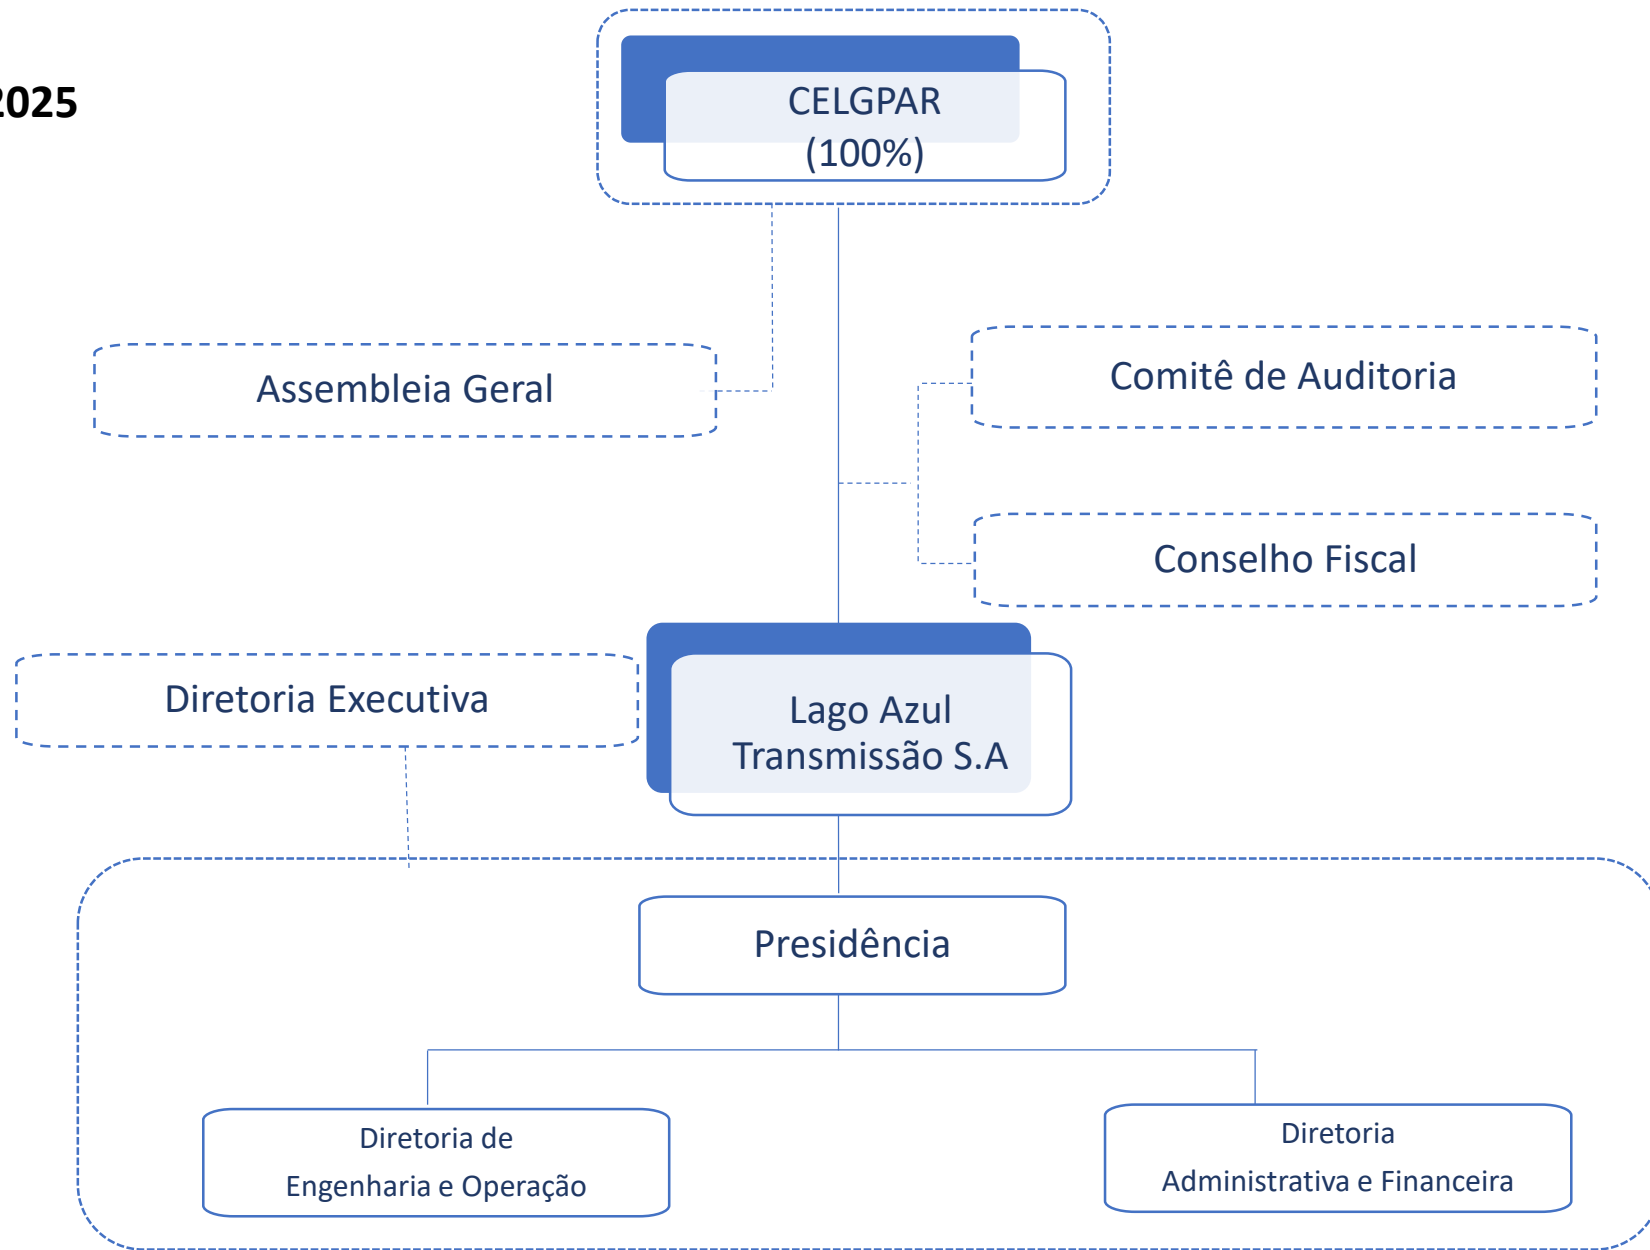 2025
CELGPAR
(100%)
Assembleia Geral
Comitê de Auditoria
Conselho Fiscal
Diretoria Executiva
Lago Azul
Transmissão S.A
Presidência
Diretoria de
Engenharia e Operação
Diretoria
Administrativa e Financeira